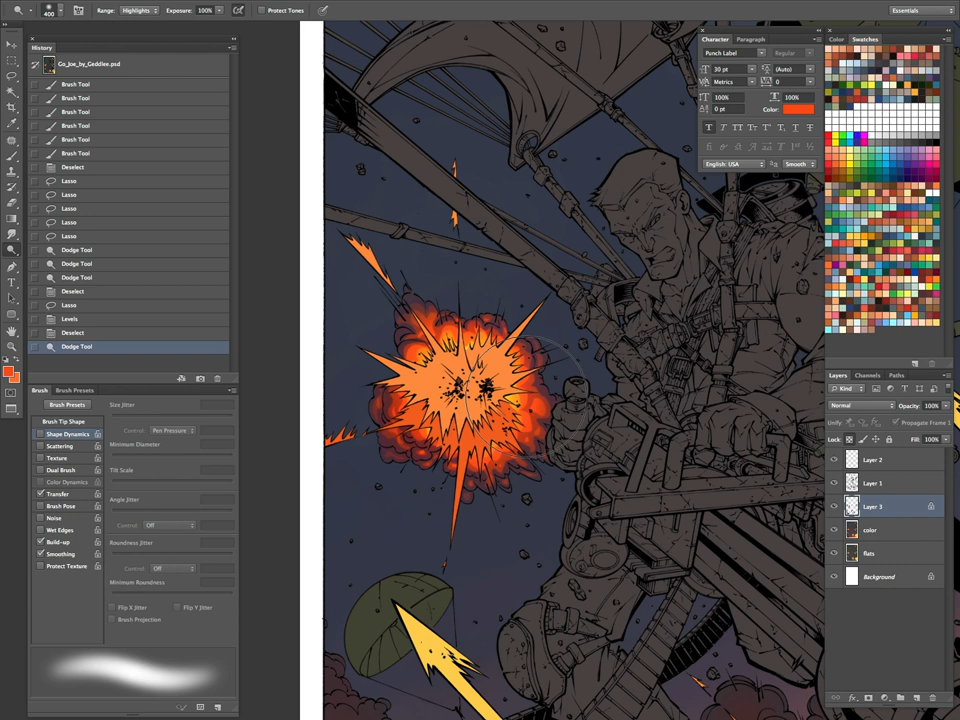 400
Range: Highlights
Exposure: 100%
Protect Tones
Essentials
History
Go_Joe_by_Geddlee.psd
Brush Tool
Brush Tool
Brush Tool
Brush Tool
Brush Tool
Brush Tool
Deselect
Lasso
Lasso
Lasso
Lasso
Lasso
Dodge Tool
Dodge Tool
Dodge Tool
Deselect
Lasso
Levels
Deselect
Dodge Tool
Brush
Brush Presets
Brush Presets
Size Jitter
Brush Tip Shape
Control: Pen Pressure
Shape Dynamics
Minimum Diameter
Scattering
Texture
Tilt Scale
Dual Brush
Color Dynamics
Transfer
Angle Jitter
Brush Pose
Noise
Control: Off
Wet Edges
Build-up
Roundness Jitter
Smoothing
Protect Texture
Control: Off
Minimum Roundness
Flip X Jitter
Flip Y Jitter
Brush Projection
Character
Paragraph
Punch Label
Regular
30 pt
(Auto)
Metrics
0
100%
100%
0 pt
Color:
English: USA
Smooth
Color
Swatches
Layers
Channels
Paths
Kind
Normal
Opacity: 100%
Unify:
Propagate Frame 1
Lock:
Fill: 100%
Layer 2
Layer 1
Layer 3
color
flats
Background